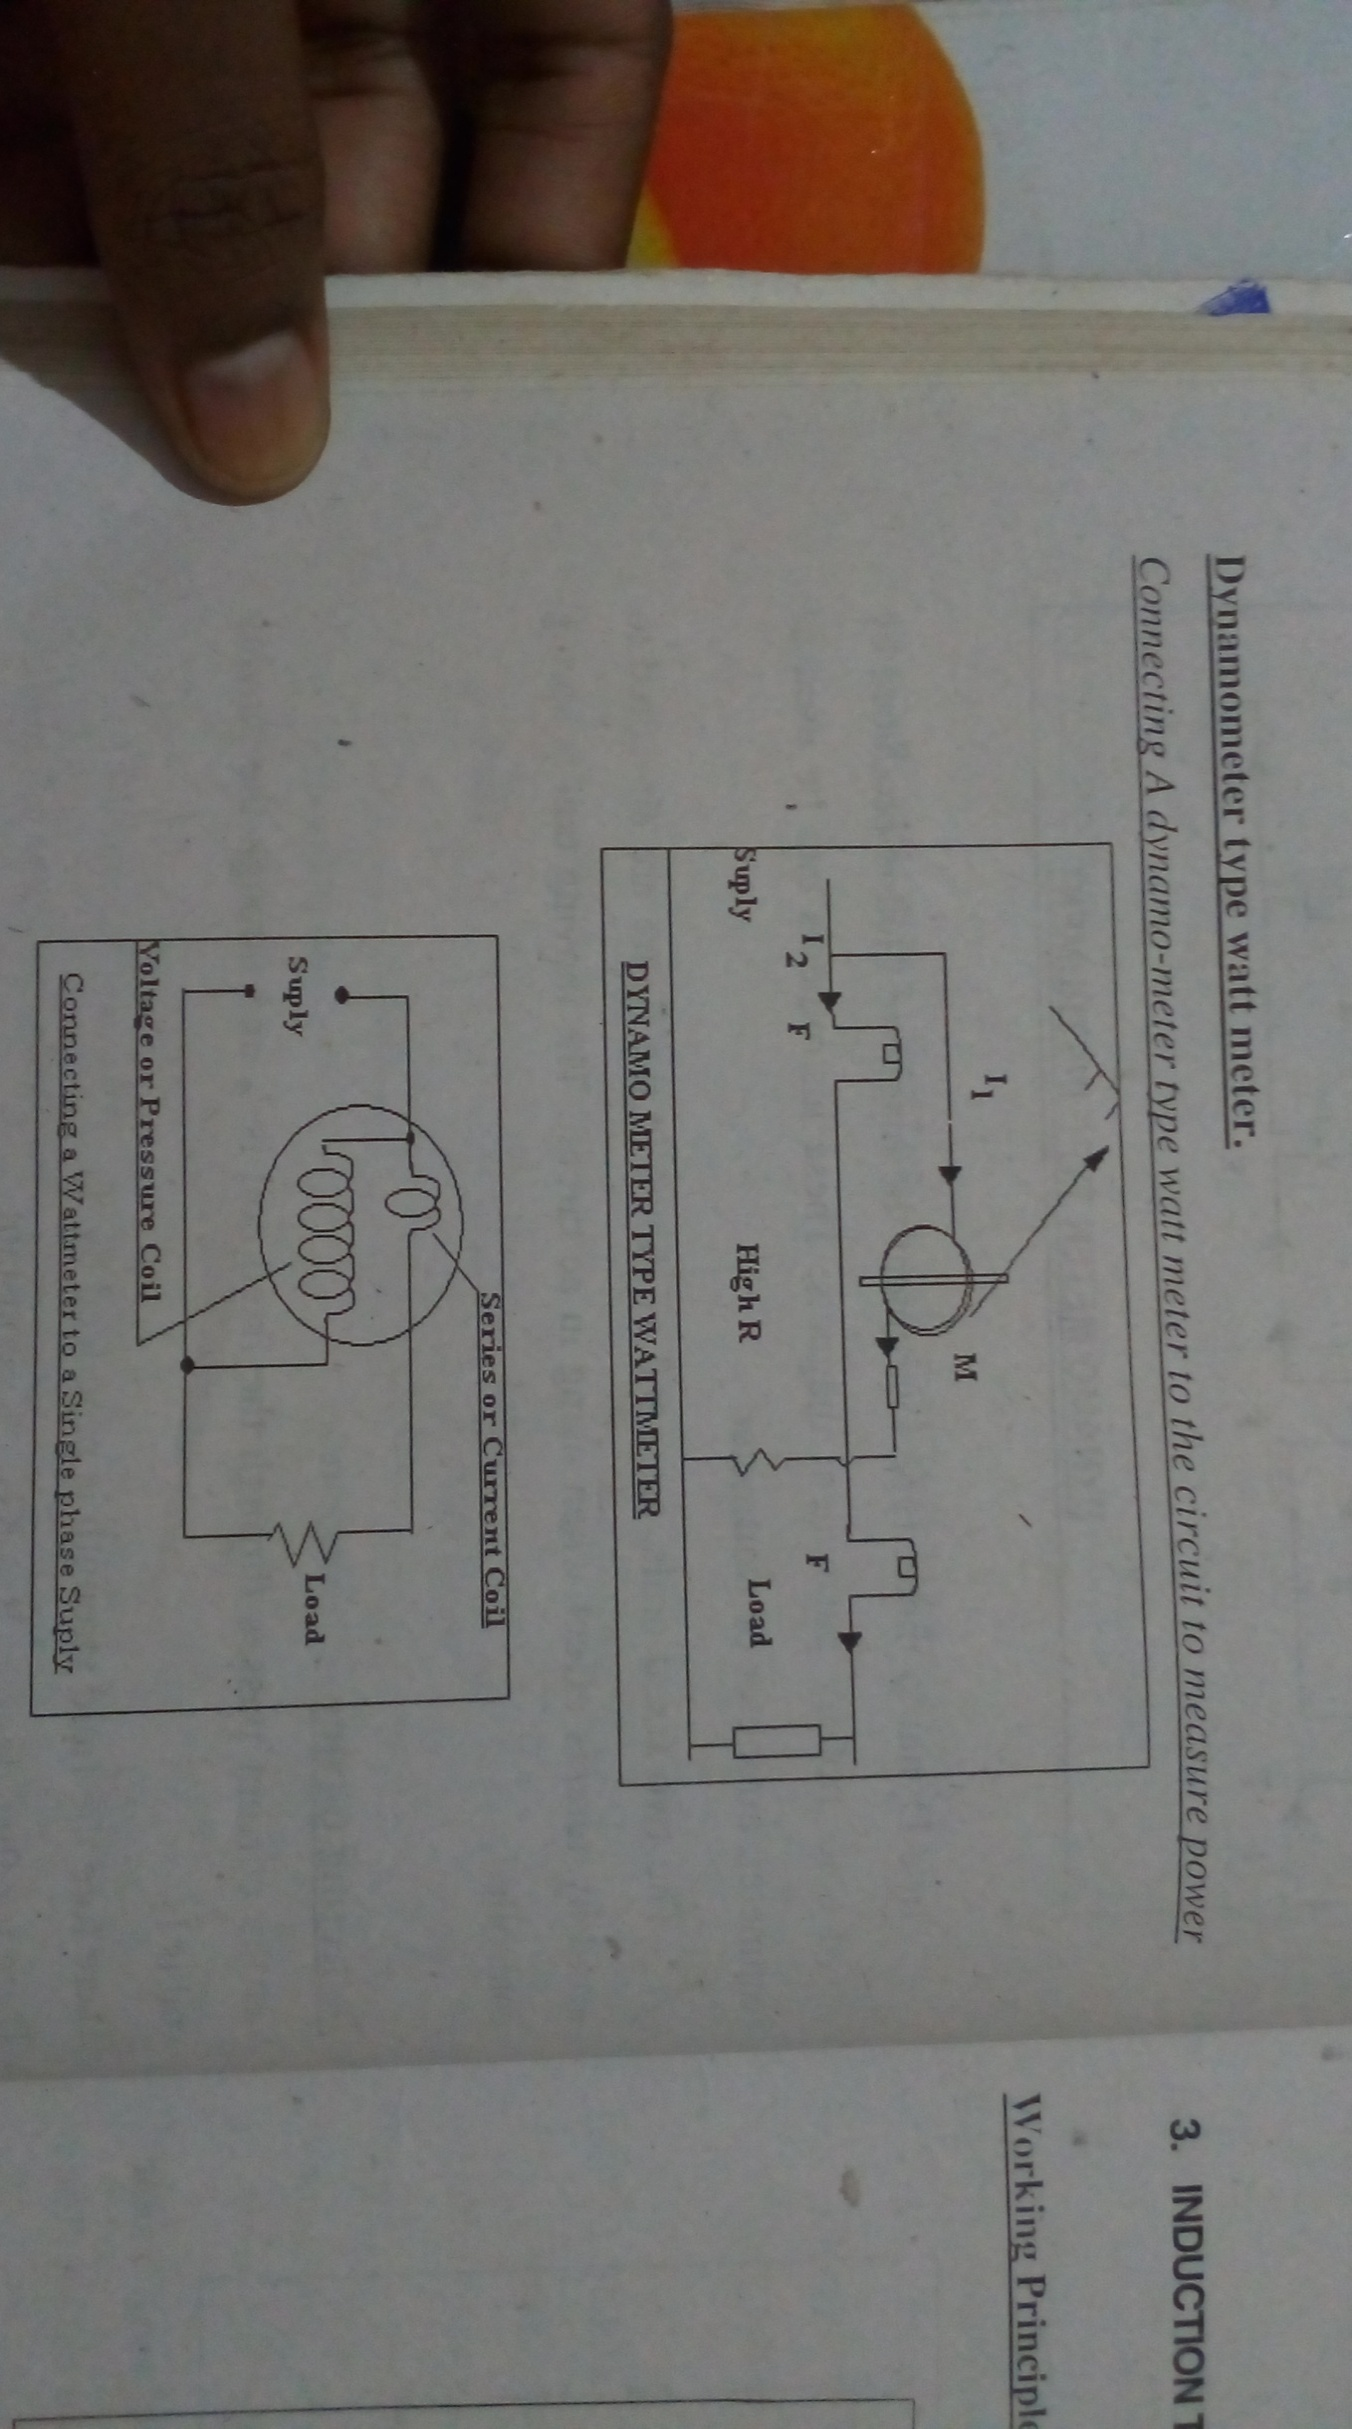 Dynamometer type watt meter.
Connecting A dynamo-meter type watt meter to the circuit to measure power
I1
M
I2
F
F
Suply
High R
Load
DYNAMO METER TYPE WATTMETER
Series or Current Coil
Suply
Load
Voltage or Pressure Coil
Connecting a Wattmeter to a Single phase Suply
3. INDUCTION T
Working Principle